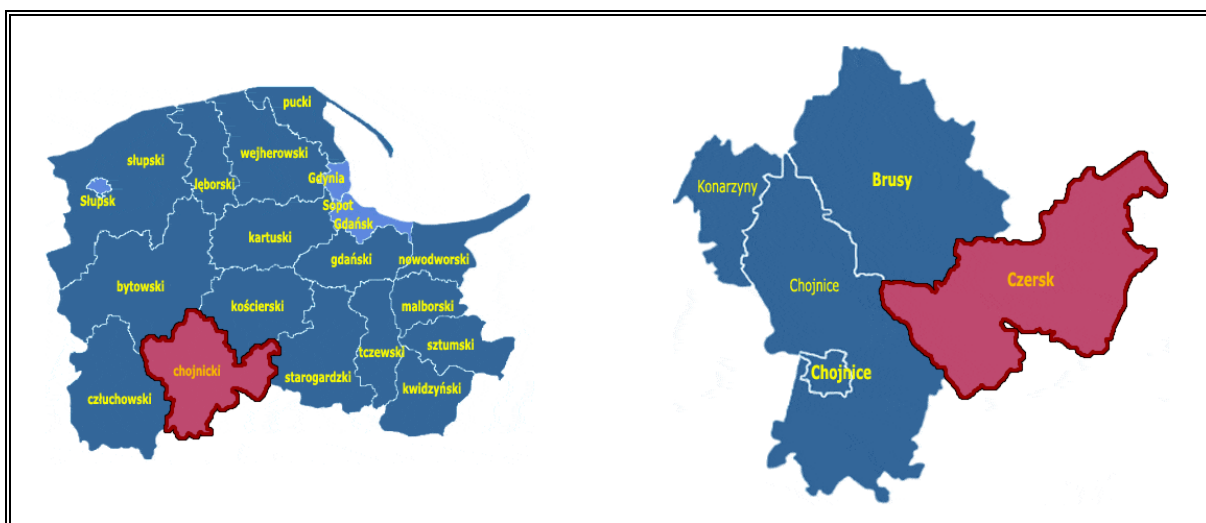 pucki
wejherowski
słupski
Gdynia
lęborski
Słupsk
Sopot
Gdańsk
kartuski
gdański
nowodworski
bytowski
kościerski
malborski
sztumski
tczewski
chojnicki
starogardzki
kwidzyński
człuchowski
Konarzyny
Brusy
Czersk
Chojnice
Chojnice